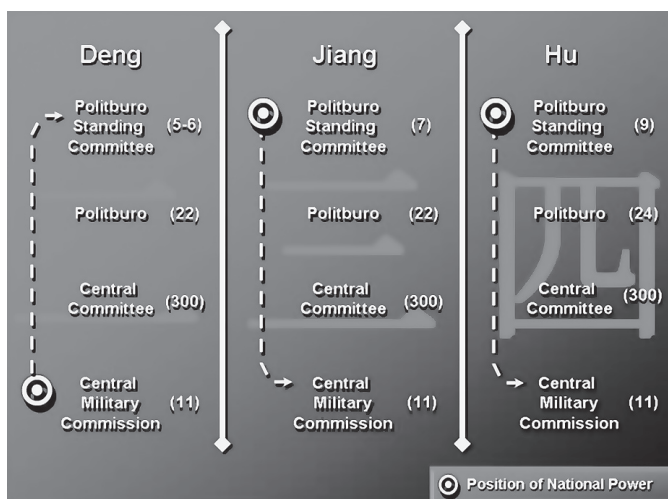 Deng
Politburo
Standing (5-6)
Committee
二
Politburo (22)
Central
Committee (300)
Central
Military (11)
Commission
Jiang
Politburo
Standing (7)
Committee
三
Politburo (22)
Central
Committee (300)
Central
Military (11)
Commission
Hu
Politburo
Standing (9)
Committee
四
Politburo (24)
Central
Committee (300)
Central
Military (11)
Commission
Position of National Power